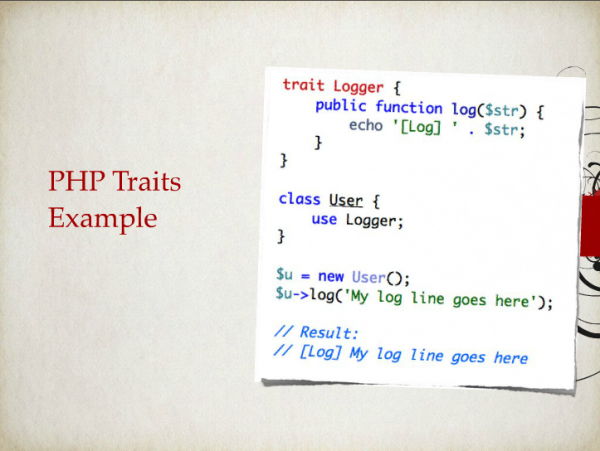 PHP Traits
Example
trait Logger {
    public function log($str) {
        echo '[Log] ' . $str;
    }
}

class User {
    use Logger;
}

$u = new User();
$u->log('My log line goes here');

// Result:
// [Log] My log line goes here